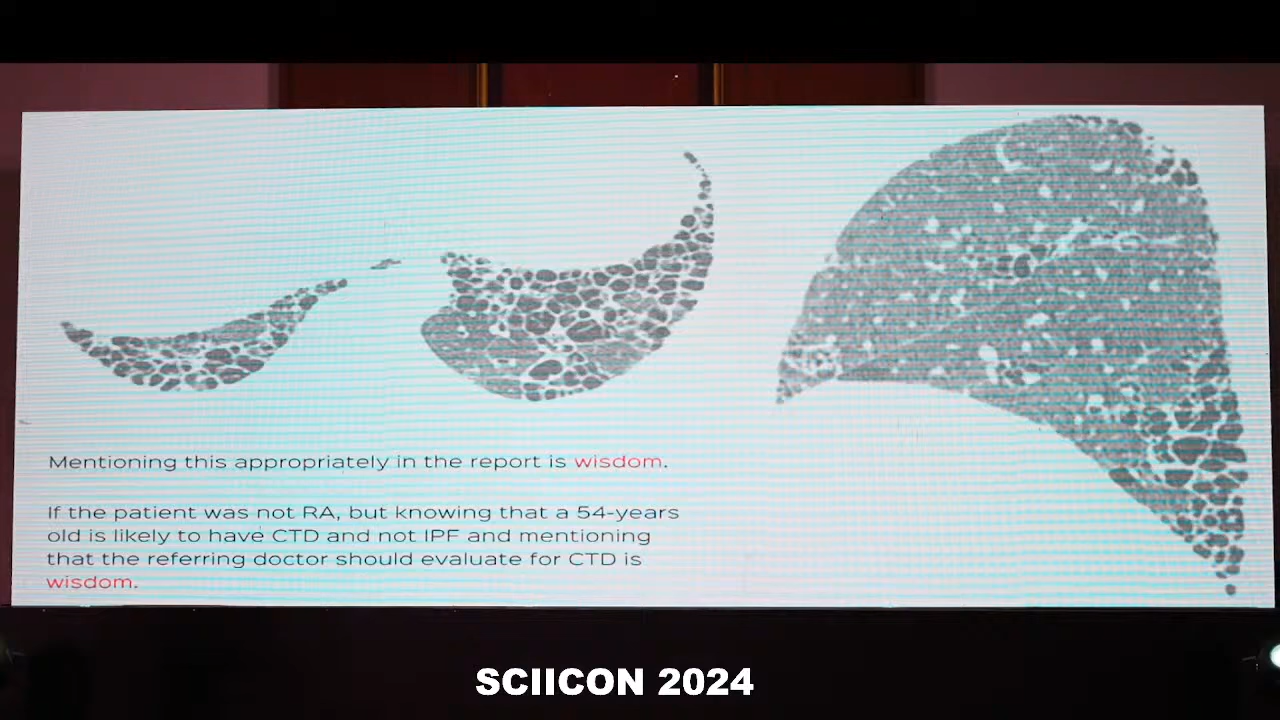 Mentioning this appropriately in the report is wisdom.
If the patient was not RA, but knowing that a 54-years
old is likely to have CTD and not IPF and mentioning
that the referring doctor should evaluate for CTD is
wisdom.
SCIICON 2024